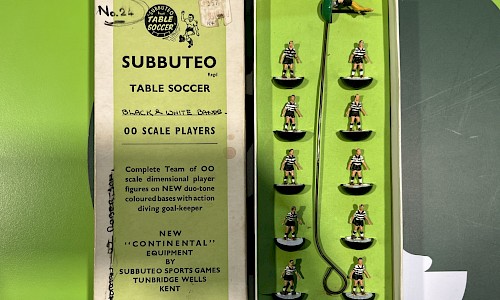 No. 24
SUBBUTEO
TABLE
SOCCER
SUBBUTEO
Regd
TABLE SOCCER
BLACK & WHITE BANDS.
OO SCALE PLAYERS
Complete Team of OO
scale dimensional player
figures on NEW duo-tone
coloured bases with action
diving goal-keeper
NEW
"CONTINENTAL"
EQUIPMENT
BY
SUBBUTEO SPORTS GAMES
TUNBRIDGE WELLS
KENT